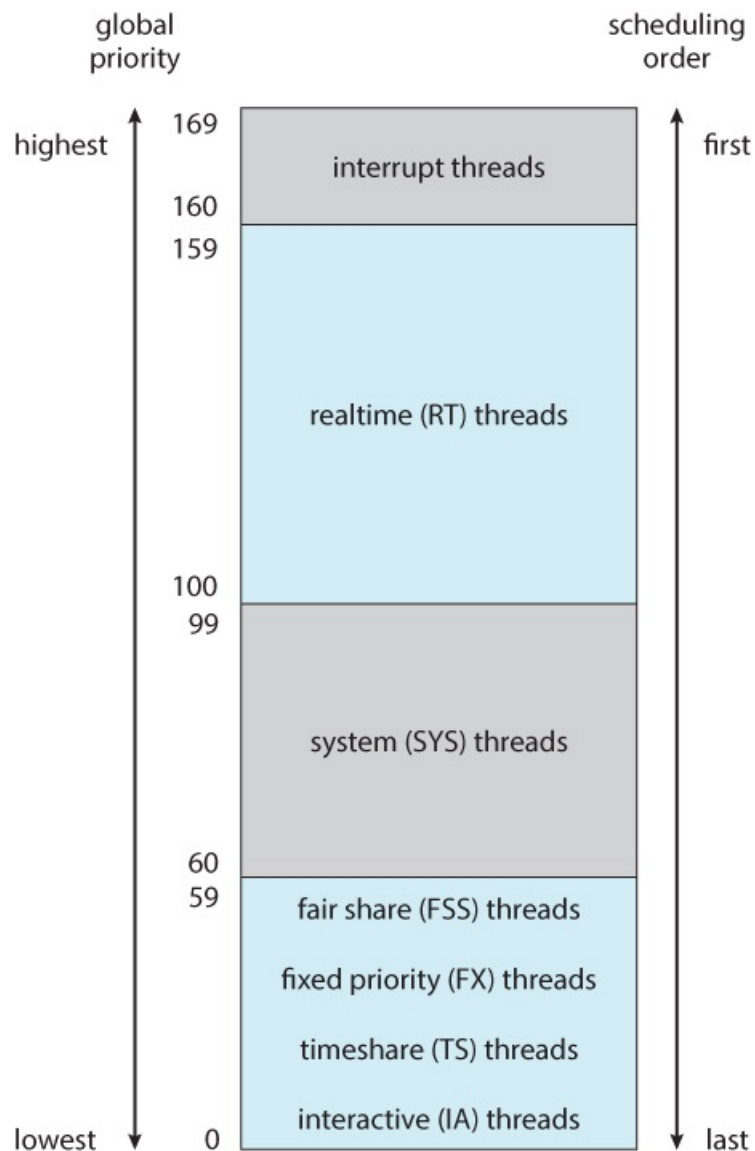 global
priority
scheduling
order
highest
169
interrupt threads
first
160
159
realtime (RT) threads
100
99
system (SYS) threads
60
59
fair share (FSS) threads
fixed priority (FX) threads
timeshare (TS) threads
interactive (IA) threads
lowest
0
last